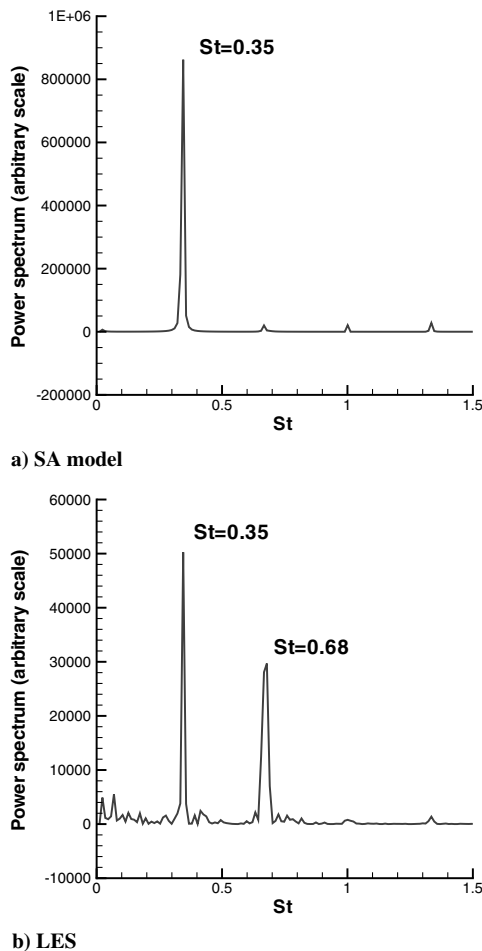 1E+06
St=0.35
800000
600000
400000
200000
0
-200000
Power spectrum (arbitrary scale)
0
0.5
1
1.5
St
a) SA model
60000
St=0.35
50000
40000
30000
20000
10000
0
-10000
St=0.68
Power spectrum (arbitrary scale)
0
0.5
1
1.5
St
b) LES